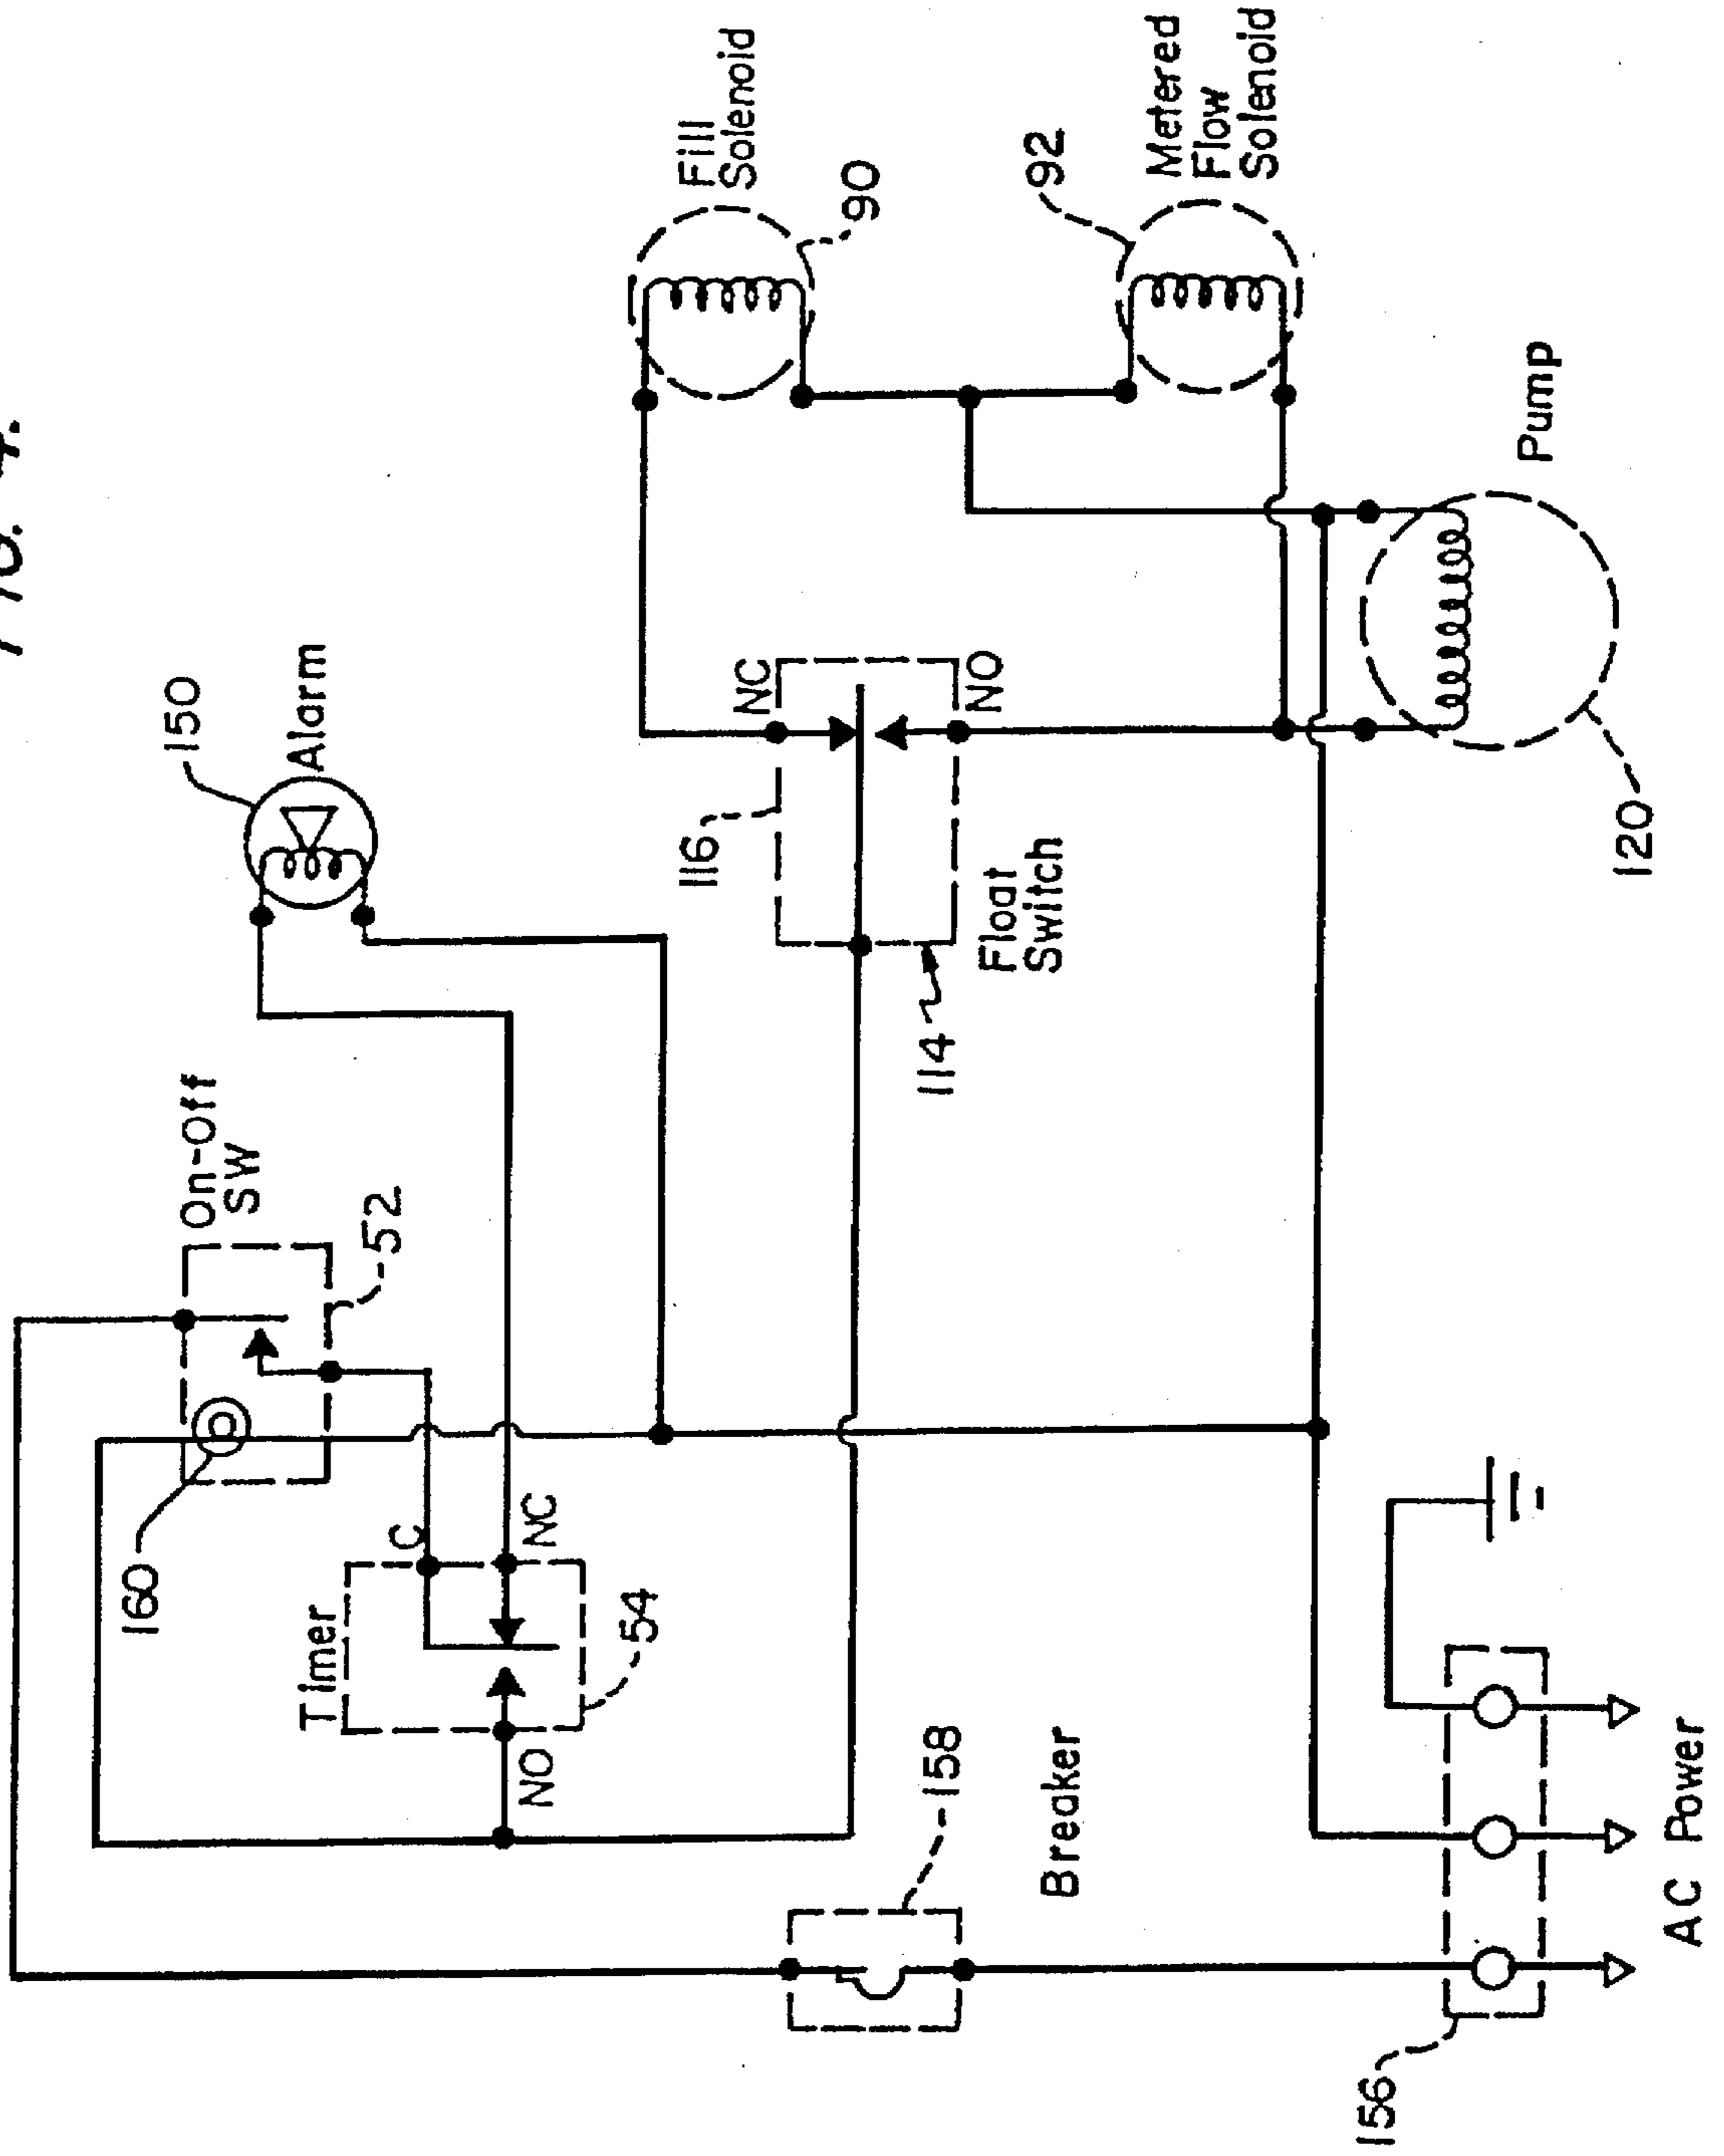 FIG. 4.
Fill
Solenoid
90
92
Metered
Flow
Solenoid
150
Alarm
NC
NO
116
Float
Switch
114
Pump
120
On-off
SW
52
160
Timer
C
NC
NO
54
158
Breaker
156
AC Power